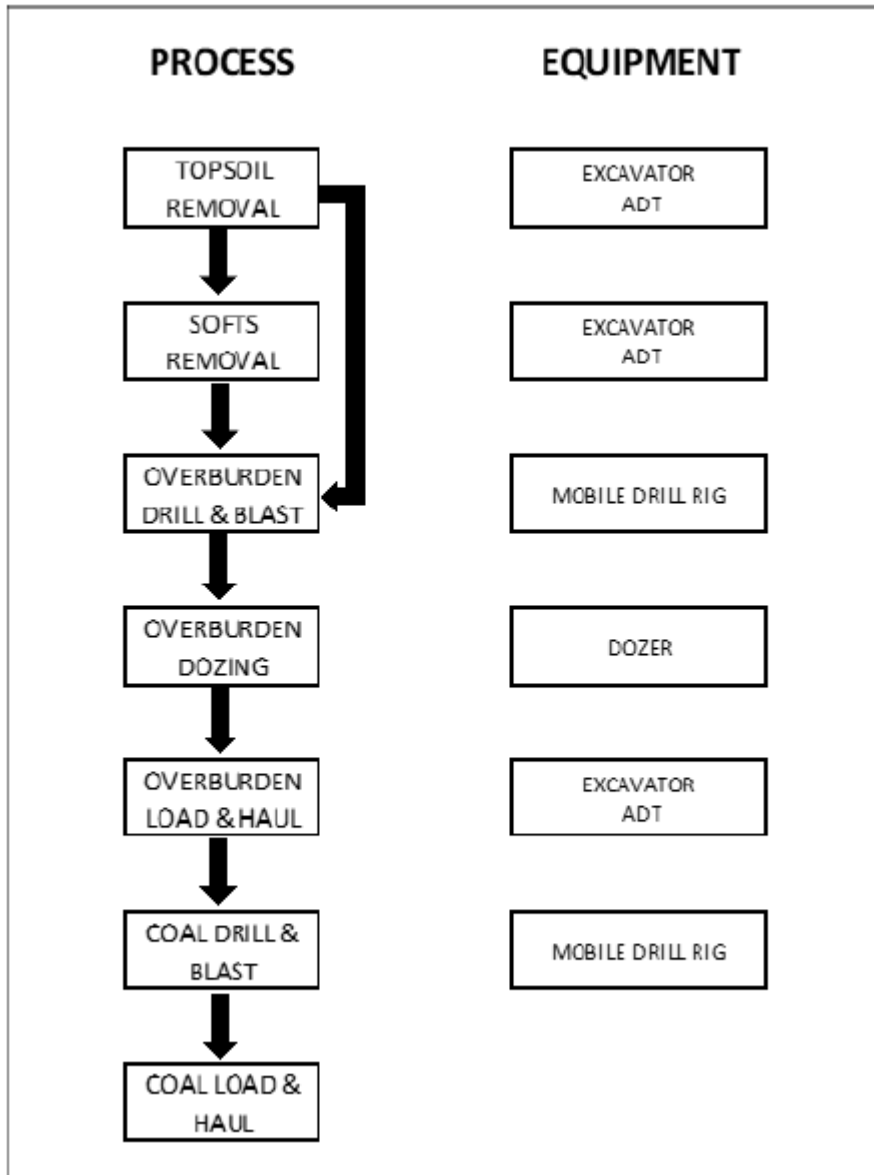 PROCESS
EQUIPMENT
TOPSOIL
REMOVAL
EXCAVATOR
ADT
SOFTS
REMOVAL
EXCAVATOR
ADT
OVERBURDEN
DRILL & BLAST
MOBILE DRILL RIG
OVERBURDEN
DOZING
DOZER
OVERBURDEN
LOAD & HAUL
EXCAVATOR
ADT
COAL DRILL &
BLAST
MOBILE DRILL RIG
COAL LOAD &
HAUL